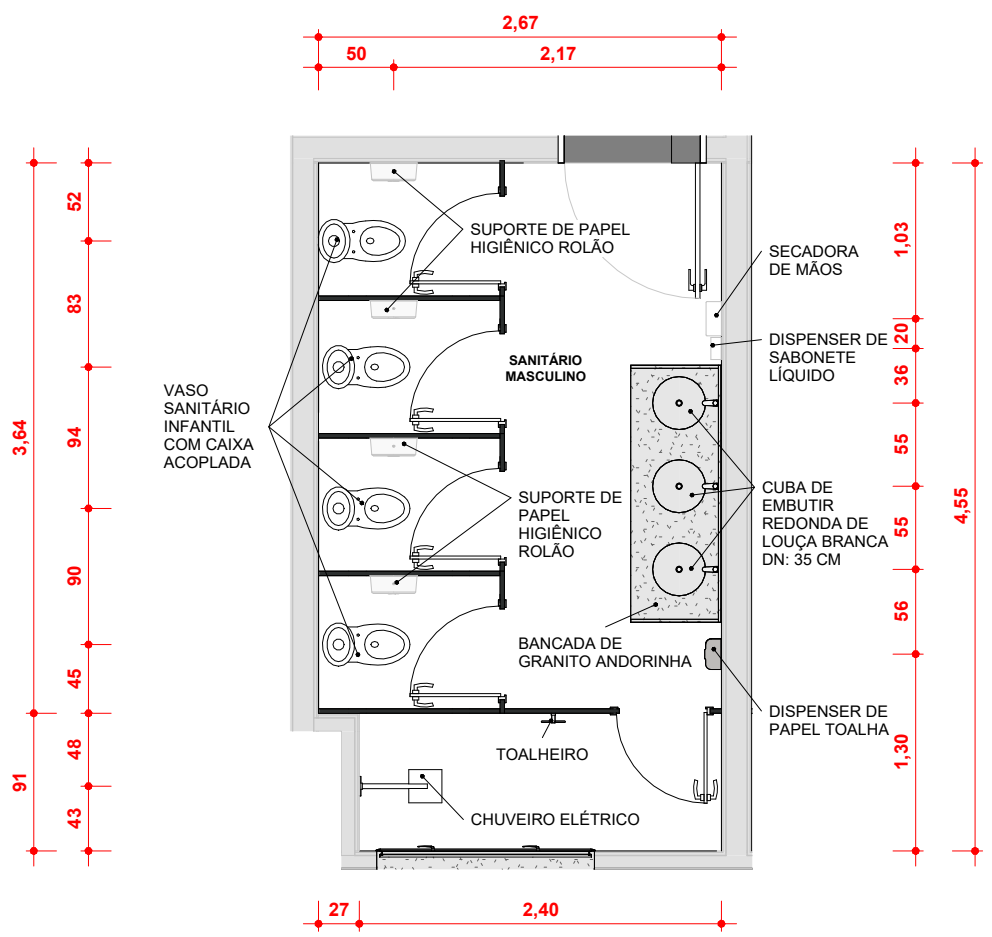 2,67
50
2,17
52
83
3,64
94
90
45
48
91
43
SUPORTE DE PAPEL
HIGIÊNICO ROLÃO
SECADORA
DE MÃOS
DISPENSER DE
SABONETE
LÍQUIDO
SANITÁRIO
MASCULINO
VASO
SANITÁRIO
INFANTIL
COM CAIXA
ACOPLADA
SUPORTE DE
PAPEL
HIGIÊNICO
ROLÃO
CUBA DE
EMBUTIR
REDONDA DE
LOUÇA BRANCA
DN: 35 CM
BANCADA DE
GRANITO ANDORINHA
DISPENSER DE
PAPEL TOALHA
TOALHEIRO
CHUVEIRO ELÉTRICO
1,03
20
36
55
4,55
55
56
1,30
27
2,40